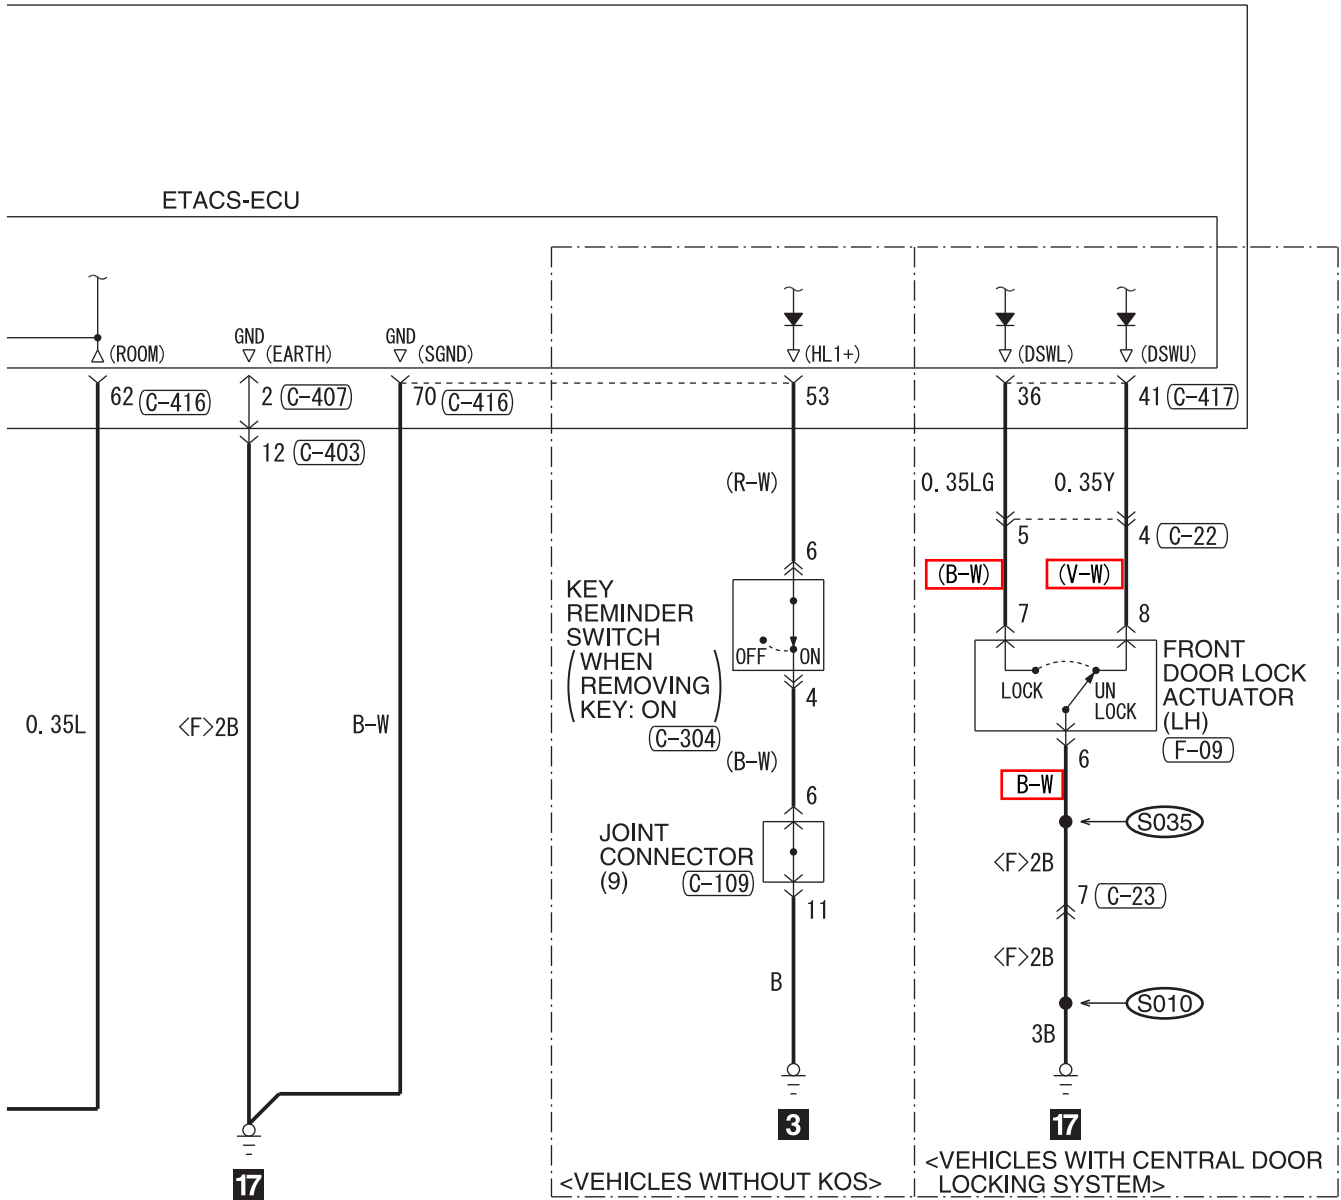 ETACS-ECU
GND
GND
(ROOM)
(EARTH)
(SGND)
(HL1+)
(DSWL)
(DSWU)
62 C-416
2 C-407
70 C-416
53
36
41 C-417
12 C-403
(R-W)
0.35LG
0.35Y
5
4 C-22
6
(B-W)
(V-W)
7
8
KEY
REMINDER
SWITCH
(WHEN
REMOVING
KEY: ON)
OFF
ON
C-304
4
FRONT
DOOR LOCK
ACTUATOR
(LH)
F-09
LOCK
UN
LOCK
0.35L
<F>2B
B-W
(B-W)
6
6
B-W
S035
JOINT
CONNECTOR
(9)
C-109
<F>2B
7 C-23
11
<F>2B
B
S010
3B
3
17
17
<VEHICLES WITHOUT KOS>
<VEHICLES WITH CENTRAL DOOR
LOCKING SYSTEM>